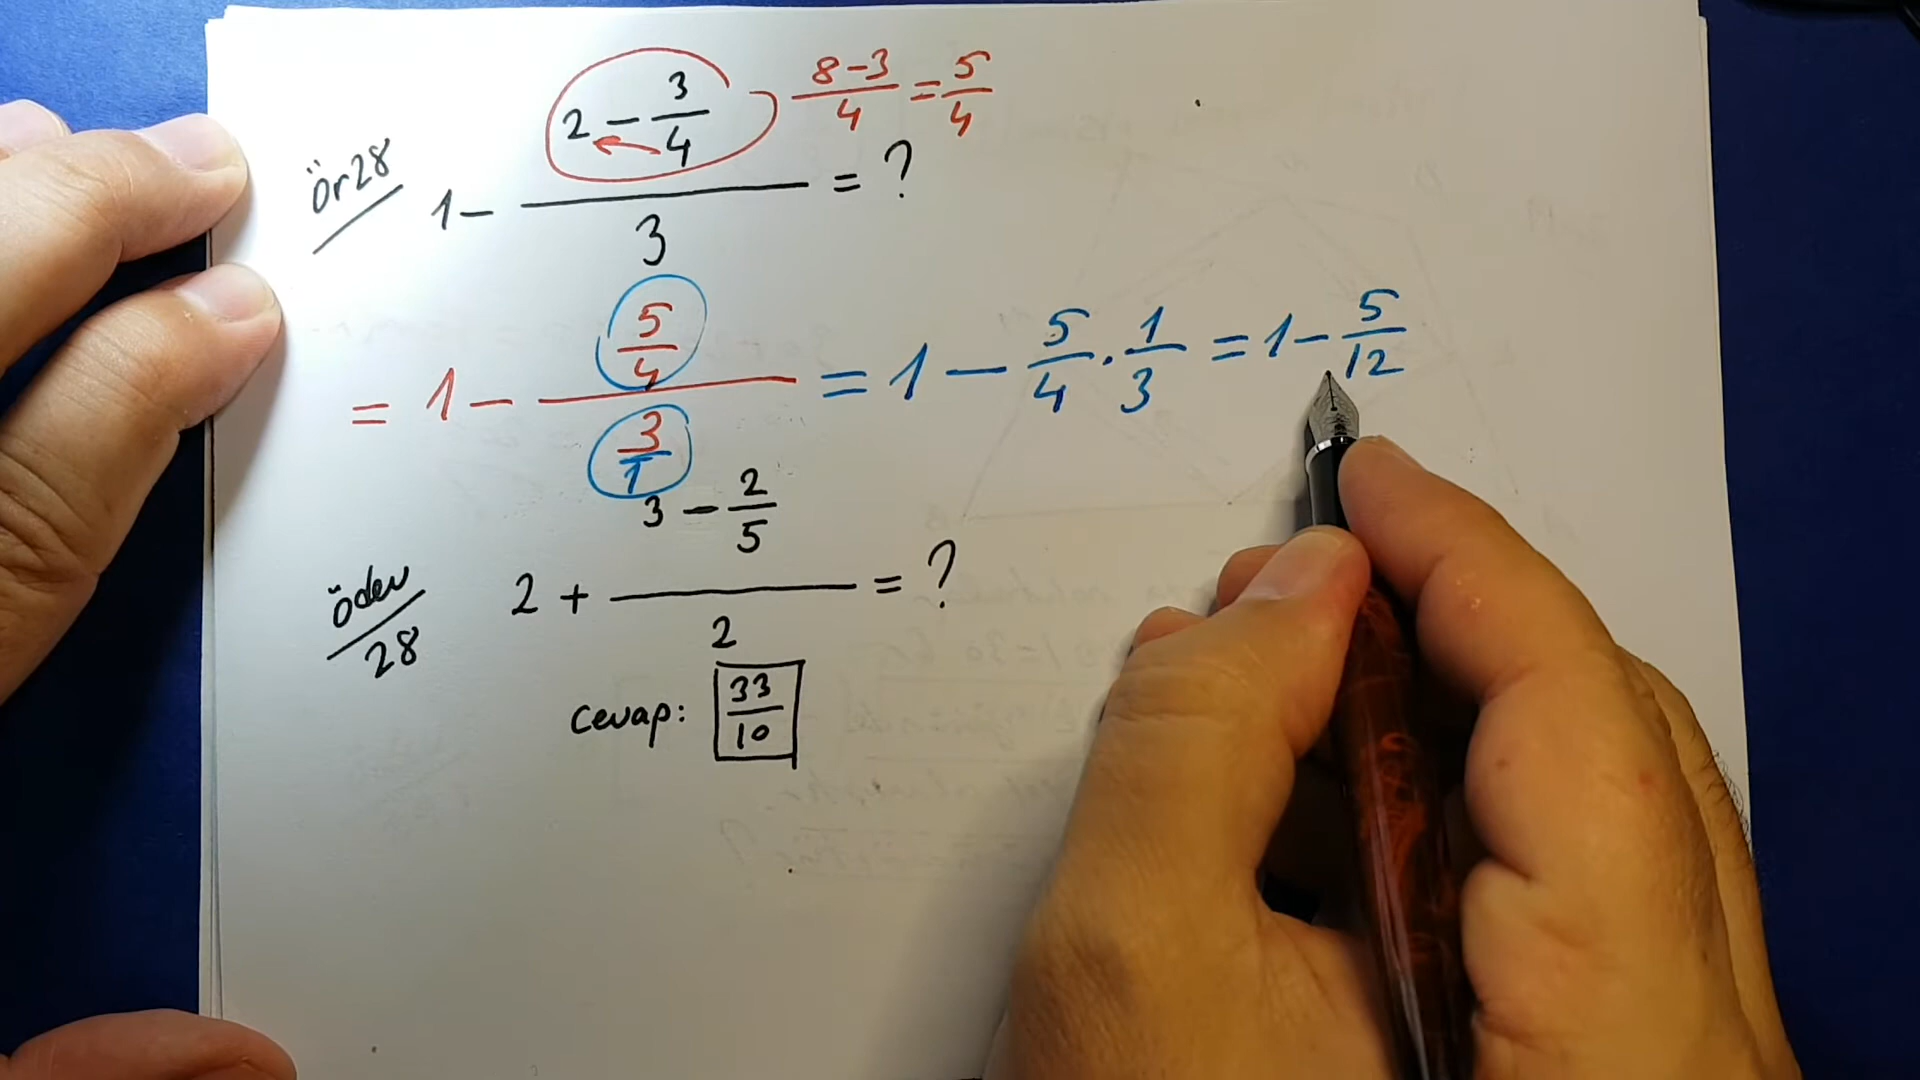 Ör28 1 - (2 - 3/4)/3 = ?
8-3/4 = 5/4
= 1 - (5/4)/(3/1) = 1 - 5/4 · 1/3 = 1 - 5/12
ödev/28 2 + (3 - 2/5)/2 = ?
cevap: 33/10